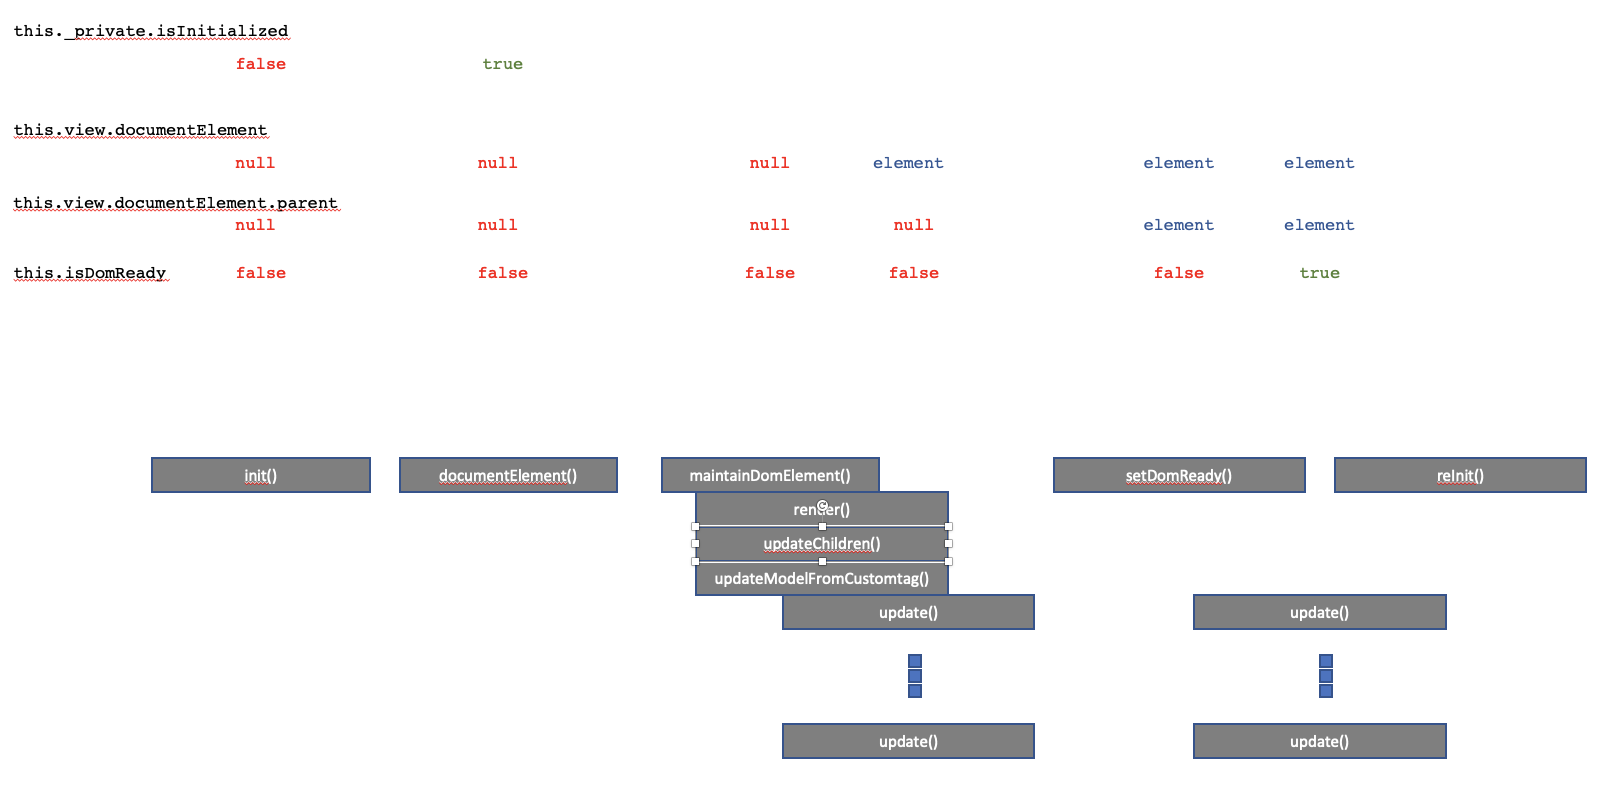 this._private.isInitialized
false true
this.view.documentElement
null null null element element element
this.view.documentElement.parent
null null null null element element
this.isDomReady false false false false false true
init() documentElement() maintainDomElement() setDomReady() reInit()
render()
updateChildren()
updateModelFromCustomtag()
update() update()
update() update()